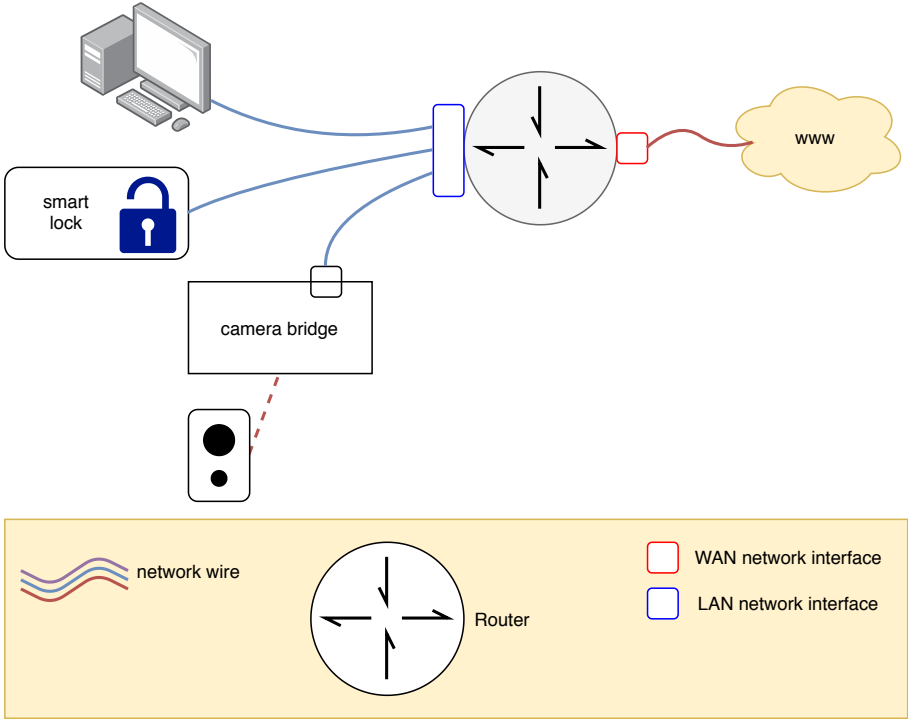 www
smart
lock
camera bridge
network wire
Router
WAN network interface
LAN network interface